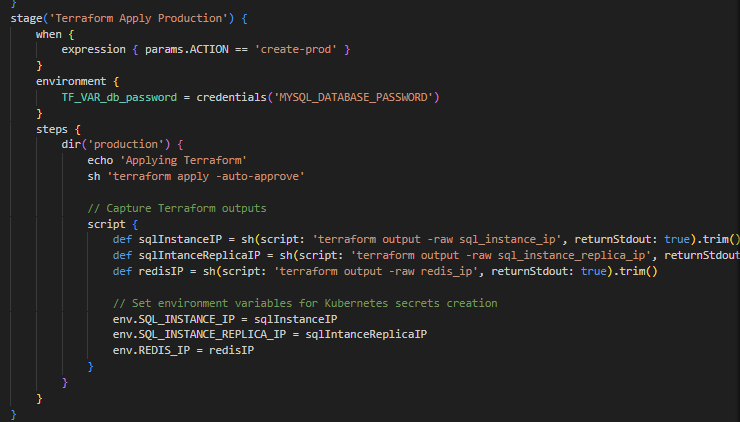 }
stage('Terraform Apply Production') {
    when {
        expression { params.ACTION == 'create-prod' }
    }
    environment {
        TF_VAR_db_password = credentials('MYSQL_DATABASE_PASSWORD')
    }
    steps {
        dir('production') {
            echo 'Applying Terraform'
            sh 'terraform apply -auto-approve'

            // Capture Terraform outputs
            script {
                def sqlInstanceIP = sh(script: 'terraform output -raw sql_instance_ip', returnStdout: true).trim()
                def sqlIntanceReplicaIP = sh(script: 'terraform output -raw sql_instance_replica_ip', returnStdout
                def redisIP = sh(script: 'terraform output -raw redis_ip', returnStdout: true).trim()

                // Set environment variables for Kubernetes secrets creation
                env.SQL_INSTANCE_IP = sqlInstanceIP
                env.SQL_INSTANCE_REPLICA_IP = sqlIntanceReplicaIP
                env.REDIS_IP = redisIP
            }
        }
    }
}